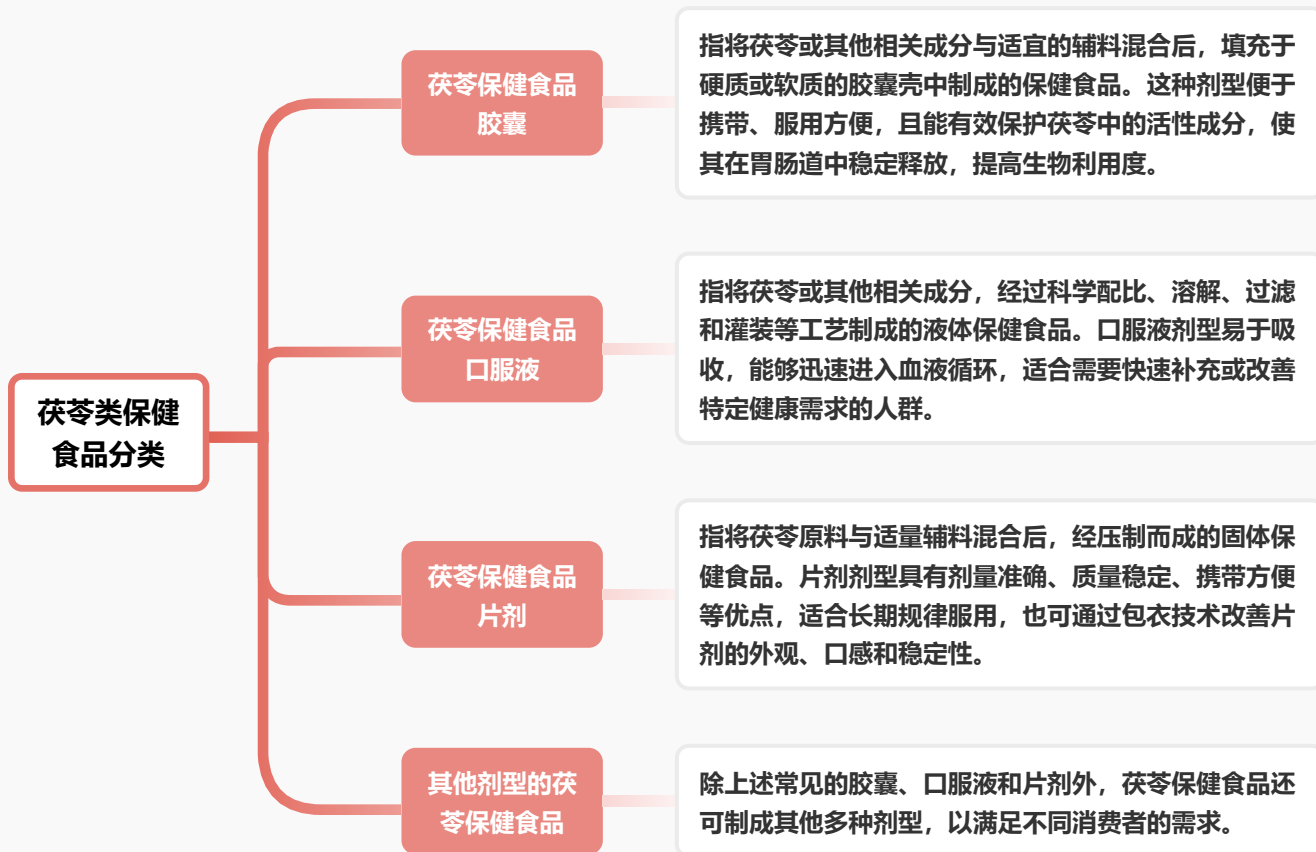 茯苓类保健
食品分类
茯苓保健食品
胶囊
指将茯苓或其他相关成分与适宜的辅料混合后，填充于
硬质或软质的胶囊壳中制成的保健食品。这种剂型便于
携带、服用方便，且能有效保护茯苓中的活性成分，使
其在胃肠道中稳定释放，提高生物利用度。
茯苓保健食品
口服液
指将茯苓或其他相关成分，经过科学配比、溶解、过滤
和灌装等工艺制成的液体保健食品。口服液剂型易于吸
收，能够迅速进入血液循环，适合需要快速补充或改善
特定健康需求的人群。
茯苓保健食品
片剂
指将茯苓原料与适量辅料混合后，经压制而成的固体保
健食品。片剂剂型具有剂量准确、质量稳定、携带方便
等优点，适合长期规律服用，也可通过包衣技术改善片
剂的外观、口感和稳定性。
其他剂型的茯
苓保健食品
除上述常见的胶囊、口服液和片剂外，茯苓保健食品还
可制成其他多种剂型，以满足不同消费者的需求。